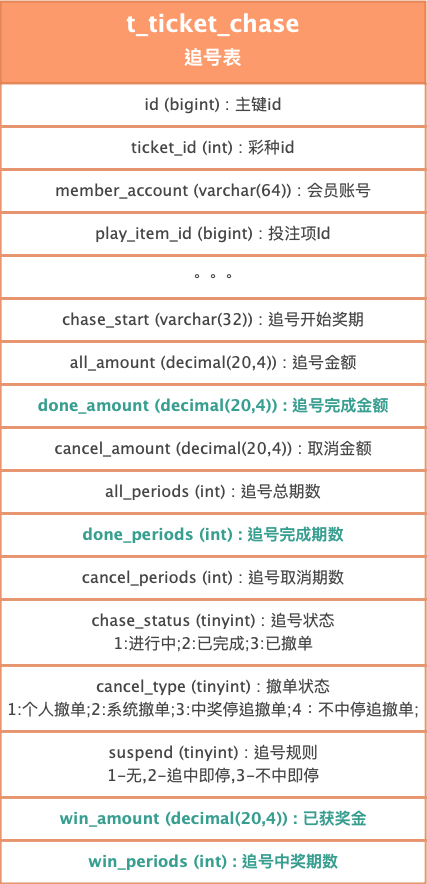 t_ticket_chase
追号表
id (bigint) : 主键id
ticket_id (int) : 彩种id
member_account (varchar(64)) : 会员账号
play_item_id (bigint) : 投注项Id
。。。
chase_start (varchar(32)) : 追号开始奖期
all_amount (decimal(20,4)) : 追号金额
done_amount (decimal(20,4)) : 追号完成金额
cancel_amount (decimal(20,4)) : 取消金额
all_periods (int) : 追号总期数
done_periods (int) : 追号完成期数
cancel_periods (int) : 追号取消期数
chase_status (tinyint) : 追号状态
1:进行中;2:已完成;3:已撤单
cancel_type (tinyint) : 撤单状态
1:个人撤单;2:系统撤单;3:中奖停追撤单;4：不中停追撤单;
suspend (tinyint) : 追号规则
1-无,2-追中即停,3-不中即停
win_amount (decimal(20,4)) : 已获奖金
win_periods (int) : 追号中奖期数